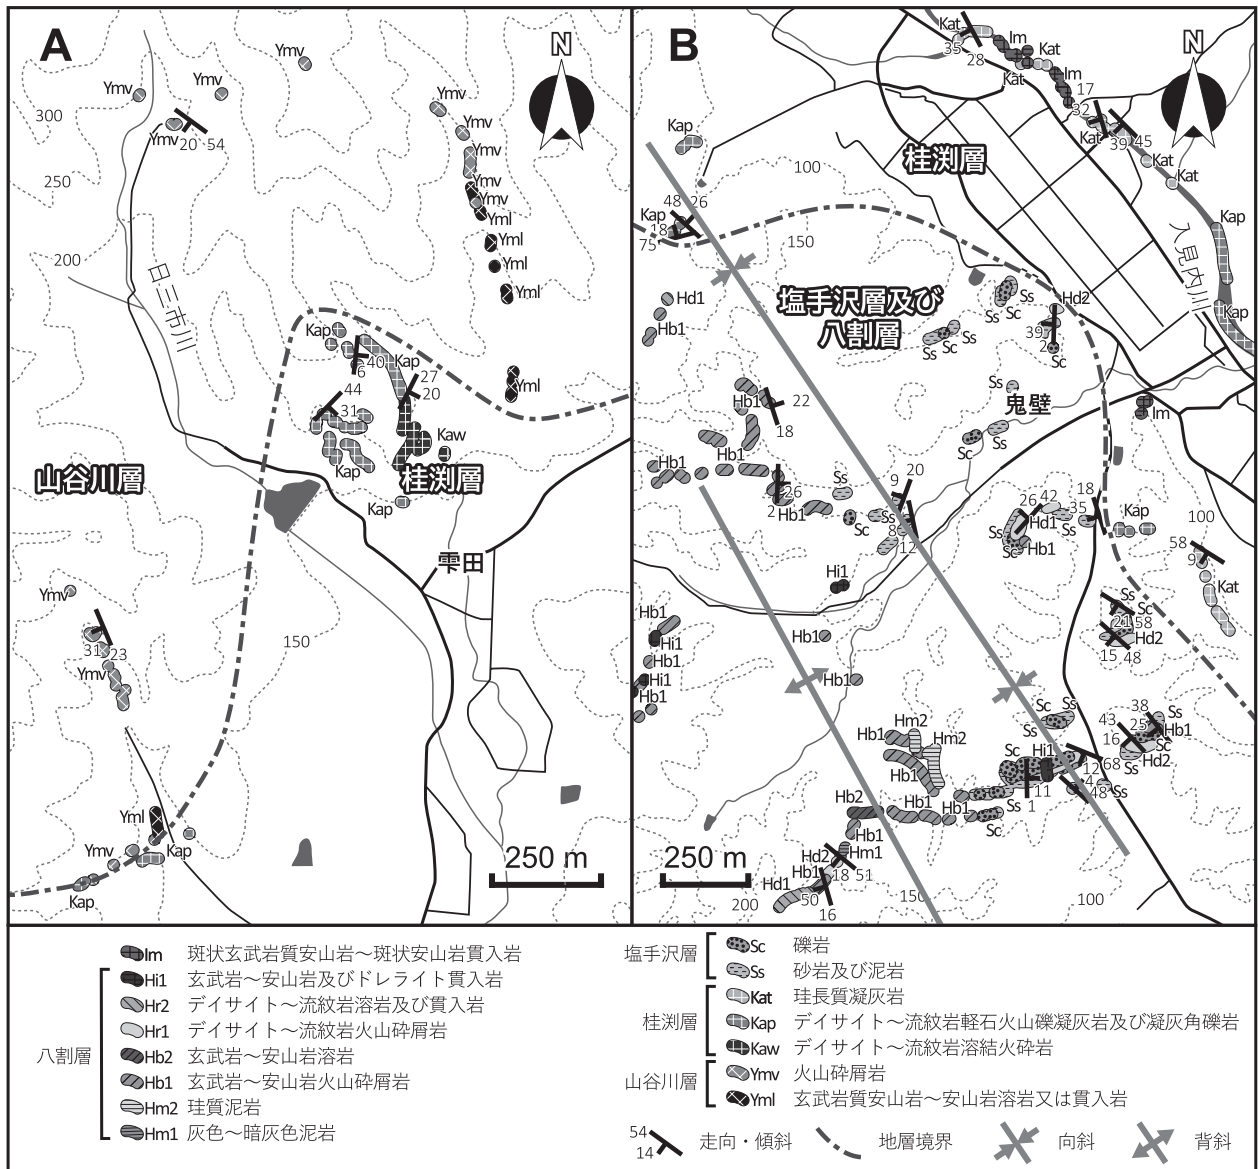 A
N
Ymv
Ymv
Ymv
Ymv
20 54
300
250
200
日三市川
Ymv
Ymv
Ymv
Ymv
Ymv
Yml
Yml
Yml
Yml
Kap
Kap
40
6
27
20
44
31
Kaw
Kap
Kap
山谷川層
桂渕層
雫田
150
Ymv
31 23
Ymv
Yml
Ymv
Kap
Kap
250 m
B
N
Kat
35
28
Im
Kat
Kat
Im
17
32
Kat
39
45
Kat
Kat
Kap
Kap
入見内川
桂渕層
Kap
100
48 26
Kap
18
75
150
塩手沢層及び
八割層
Hd1
Hb1
Ss
Ss
Sc
Hd2
39
2
Sc
Ss
Sc
Ss
Ss
鬼壁
Im
Sc
Ss
Hb1
22
18
Hb1
Hb1
26
2
Hb1
Ss
Sc
Ss
9
20
8
12
26
42
35
18
Ss
Hd1
Ss
Sc
Hb1
Kap
100
58
9
Kat
Hi1
Hb1
Hi1
Hb1
Hi1
Hb1
Hb1
Hb1
Ss
Sc
21 58
Hd2
15 48
Hm2
Hb1
Hm2
Hb1
Sc
Ss
Sc
Hi1
12 68
4
48
Ss
11
1
Ss
Sc
43
16
38
25
Ss
Hb1
Sc
Hd2
Ss
Hb2
Hb1
Hb1
Hb1
Hd2
Hm1
Hb1
18 51
Hd1
50
16
250 m
200
150
100
Im 斑状玄武岩質安山岩～斑状安山岩貫入岩
八割層
Hi1 玄武岩～安山岩及びドレライト貫入岩
Hr2 デイサイト～流紋岩溶岩及び貫入岩
Hr1 デイサイト～流紋岩火山砕屑岩
Hb2 玄武岩～安山岩溶岩
Hb1 玄武岩～安山岩火山砕屑岩
Hm2 珪質泥岩
Hm1 灰色～暗灰色泥岩
塩手沢層
Sc 礫岩
Ss 砂岩及び泥岩
桂渕層
Kat 珪長質凝灰岩
Kap デイサイト～流紋岩軽石火山礫凝灰岩及び凝灰角礫岩
Kaw デイサイト～流紋岩溶結火砕岩
山谷川層
Ymv 火山砕屑岩
Yml 玄武岩質安山岩～安山岩溶岩又は貫入岩
54
14
走向・傾斜
地層境界
向斜
背斜